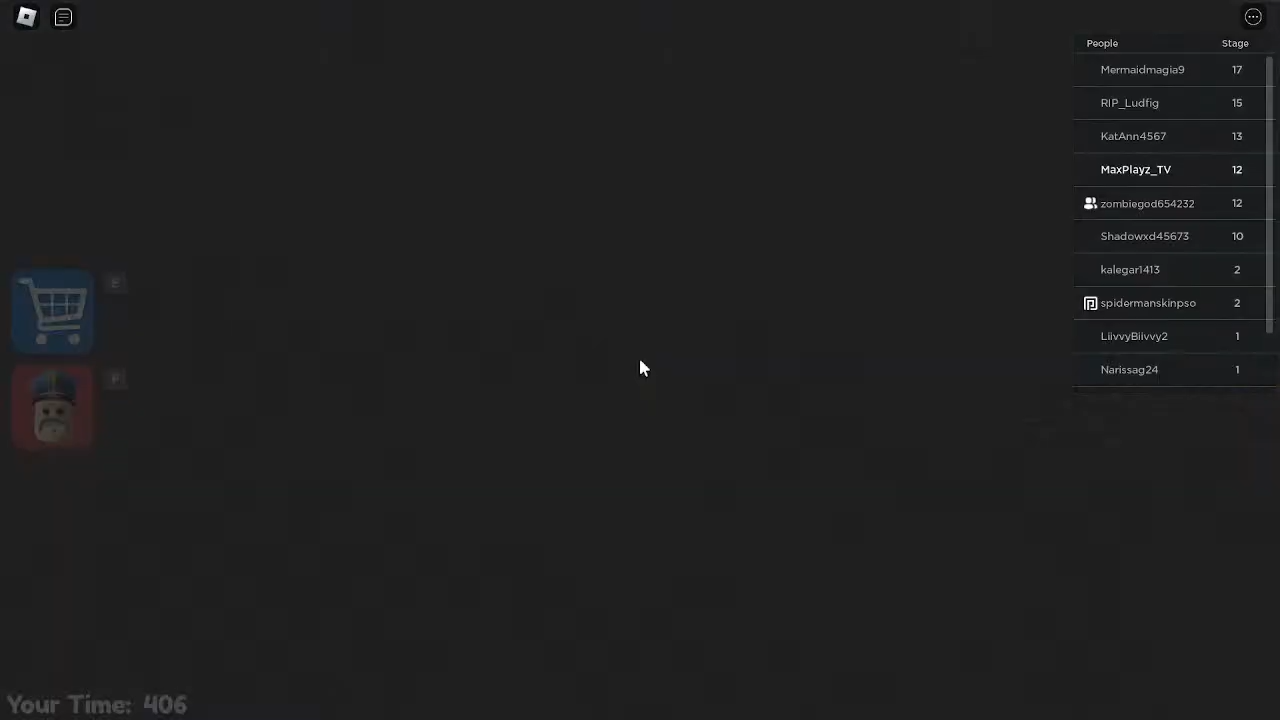 People Stage
Mermaidmagia9 17
RIP_Ludfig 15
KatAnn4567 13
MaxPlayz_TV 12
zombiegod654232 12
Shadowxd45673 10
kalegar1413 2
spidermanskinpso 2
LiivvyBiivvy2 1
Narissag24 1
E
P
Your Time: 406